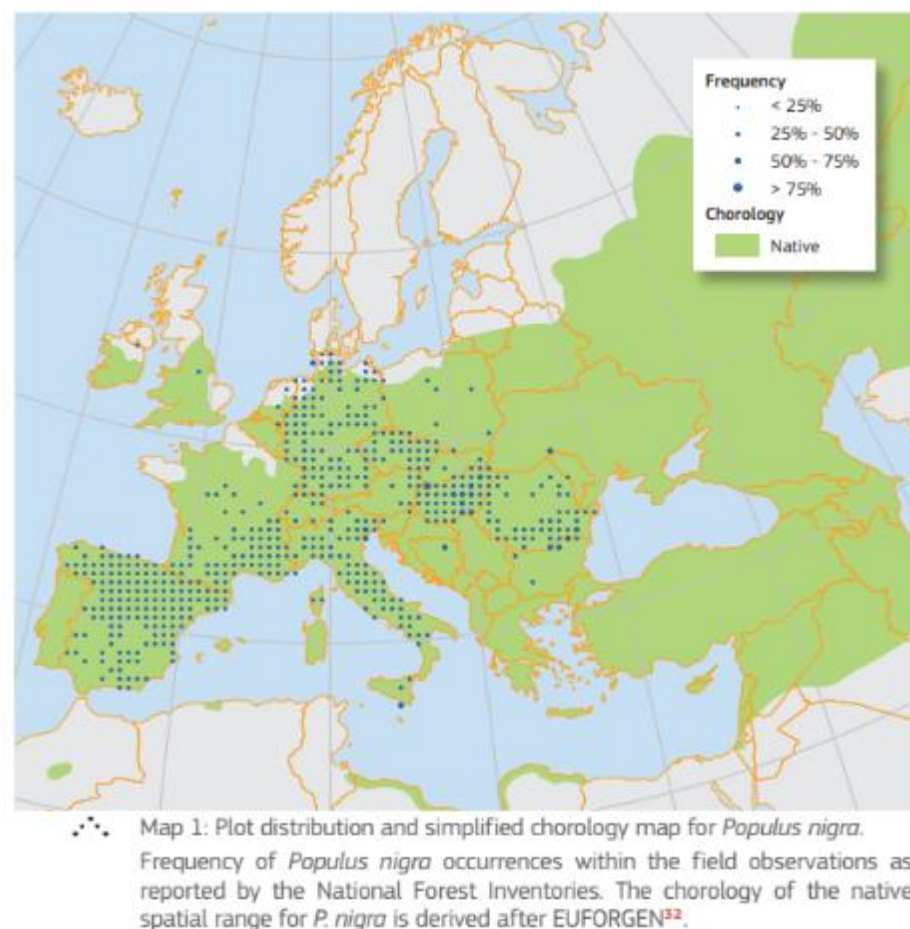 Frequency
< 25%
25% - 50%
50% - 75%
> 75%
Chorology
Native
Map 1: Plot distribution and simplified chorology map for Populus nigra.
Frequency of Populus nigra occurrences within the field observations as
reported by the National Forest Inventories. The chorology of the native
spatial range for P. nigra is derived after EUFORGEN³².